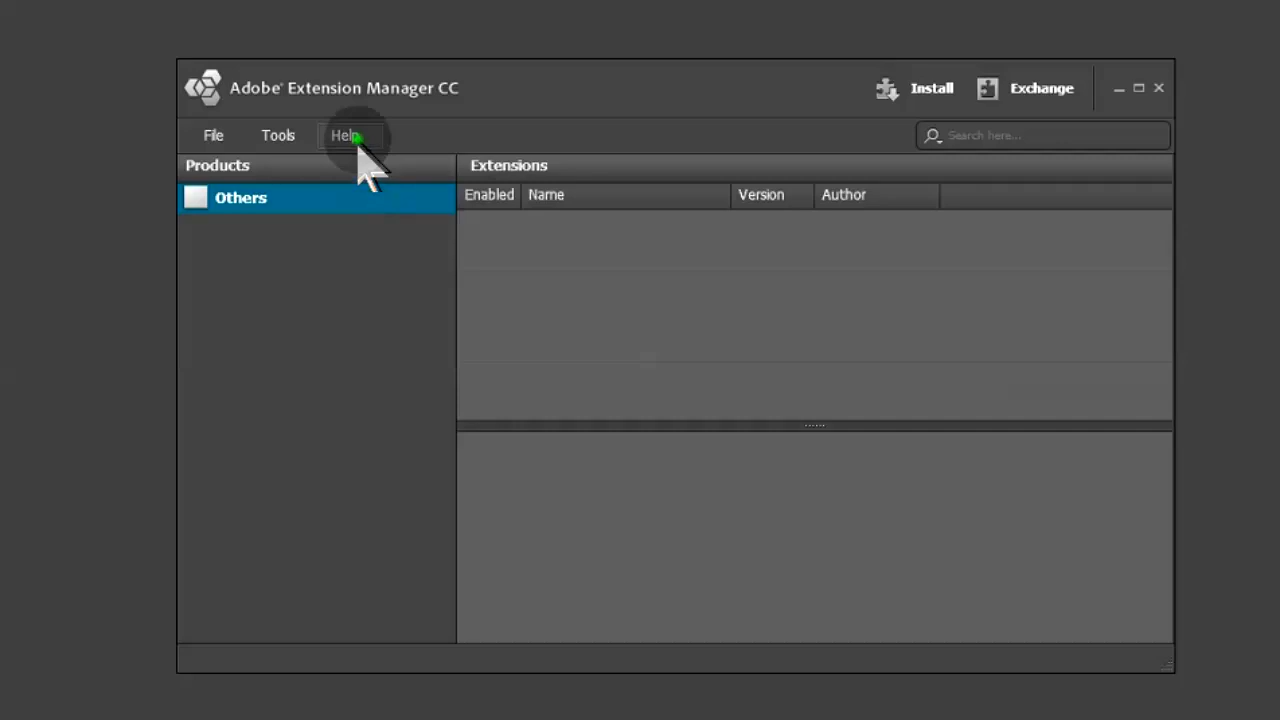 Adobe® Extension Manager CC
Install
Exchange
File
Tools
Help
Search here...
Products
Extensions
Others
Enabled
Name
Version
Author